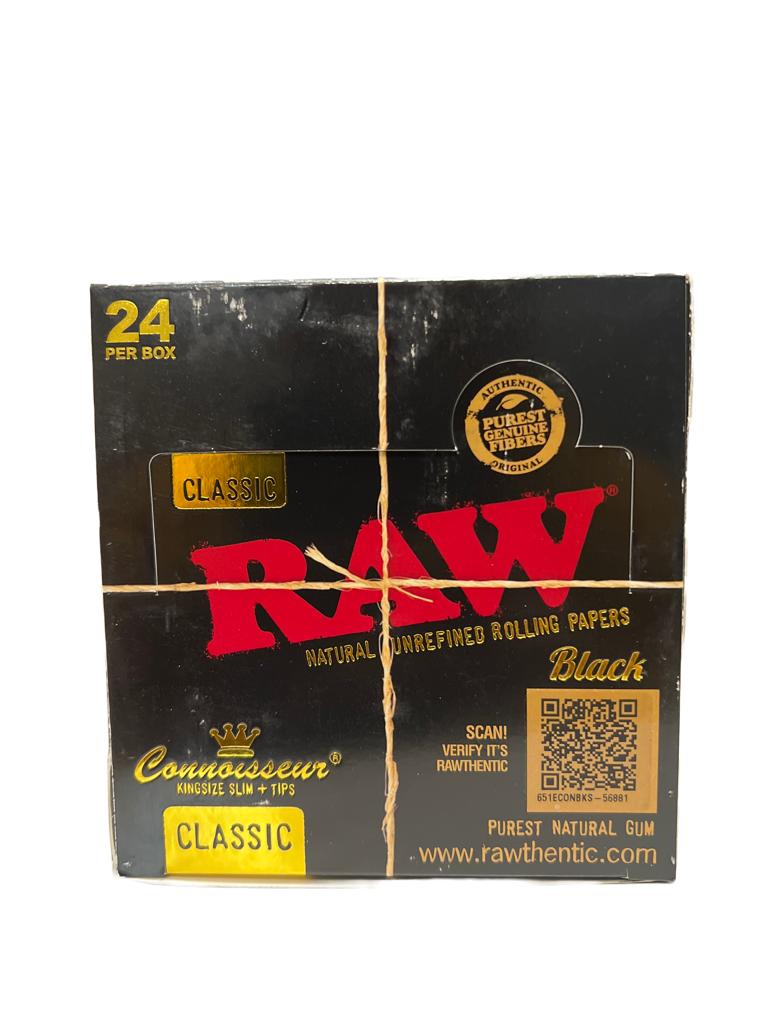 24
PER BOX
AUTHENTIC
PUREST
GENUINE
FIBERS
ORIGINAL
CLASSIC
RAW®
NATURAL UNREFINED ROLLING PAPERS
Black
SCAN!
VERIFY IT'S
RAWTHENTIC
651ECONBKS-56881
Connoisseur®
KINGSIZE SLIM + TIPS
CLASSIC
PUREST NATURAL GUM
www.rawthentic.com